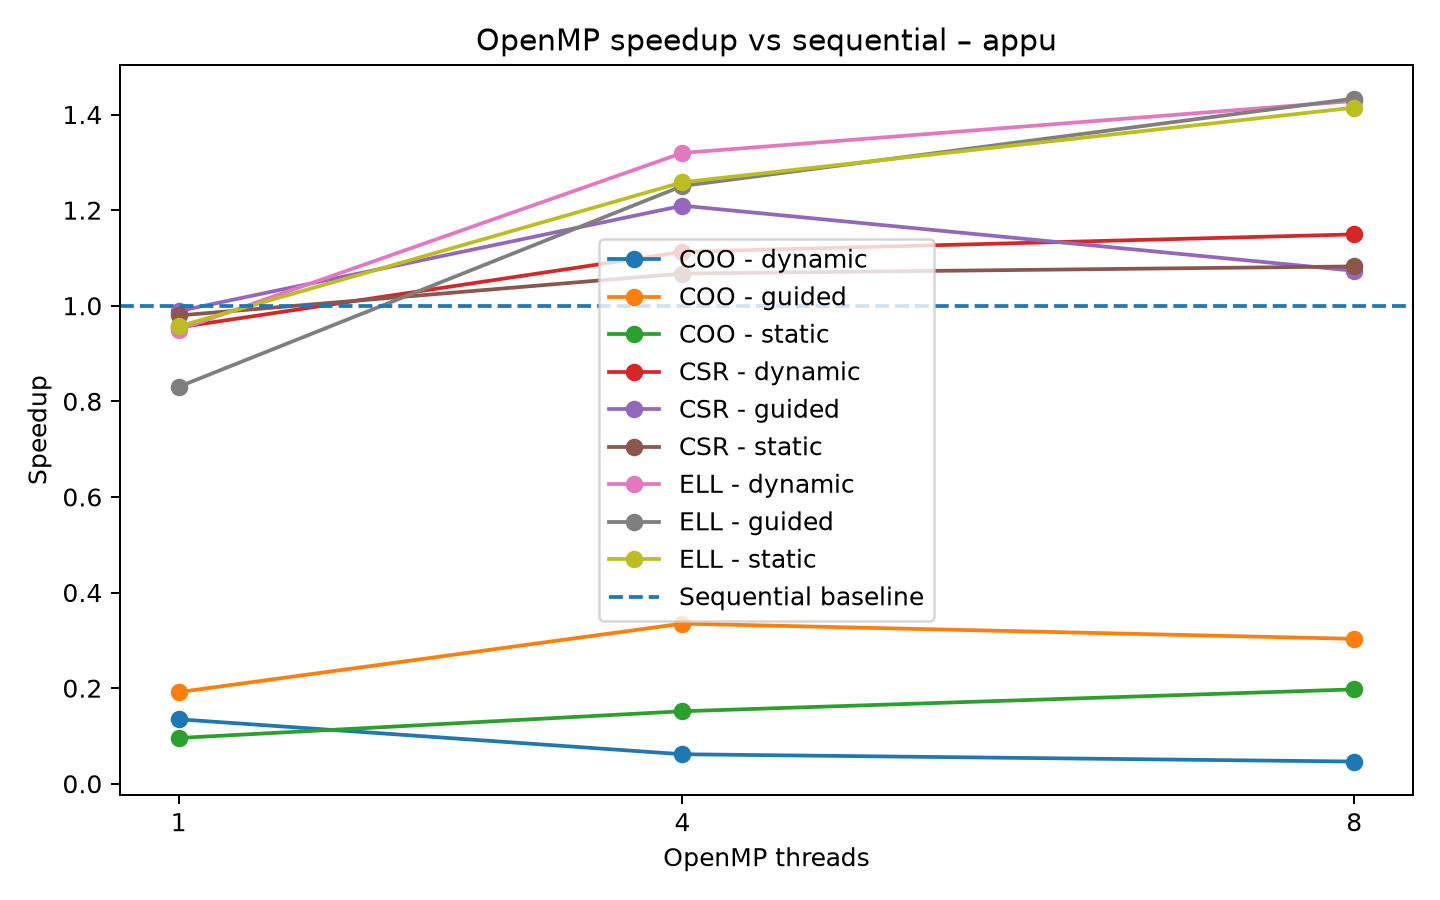 OpenMP speedup vs sequential – appu
1.4
1.2
1.0
0.8
0.6
0.4
0.2
0.0
Speedup
COO - dynamic
COO - guided
COO - static
CSR - dynamic
CSR - guided
CSR - static
ELL - dynamic
ELL - guided
ELL - static
Sequential baseline
1 4 8
OpenMP threads